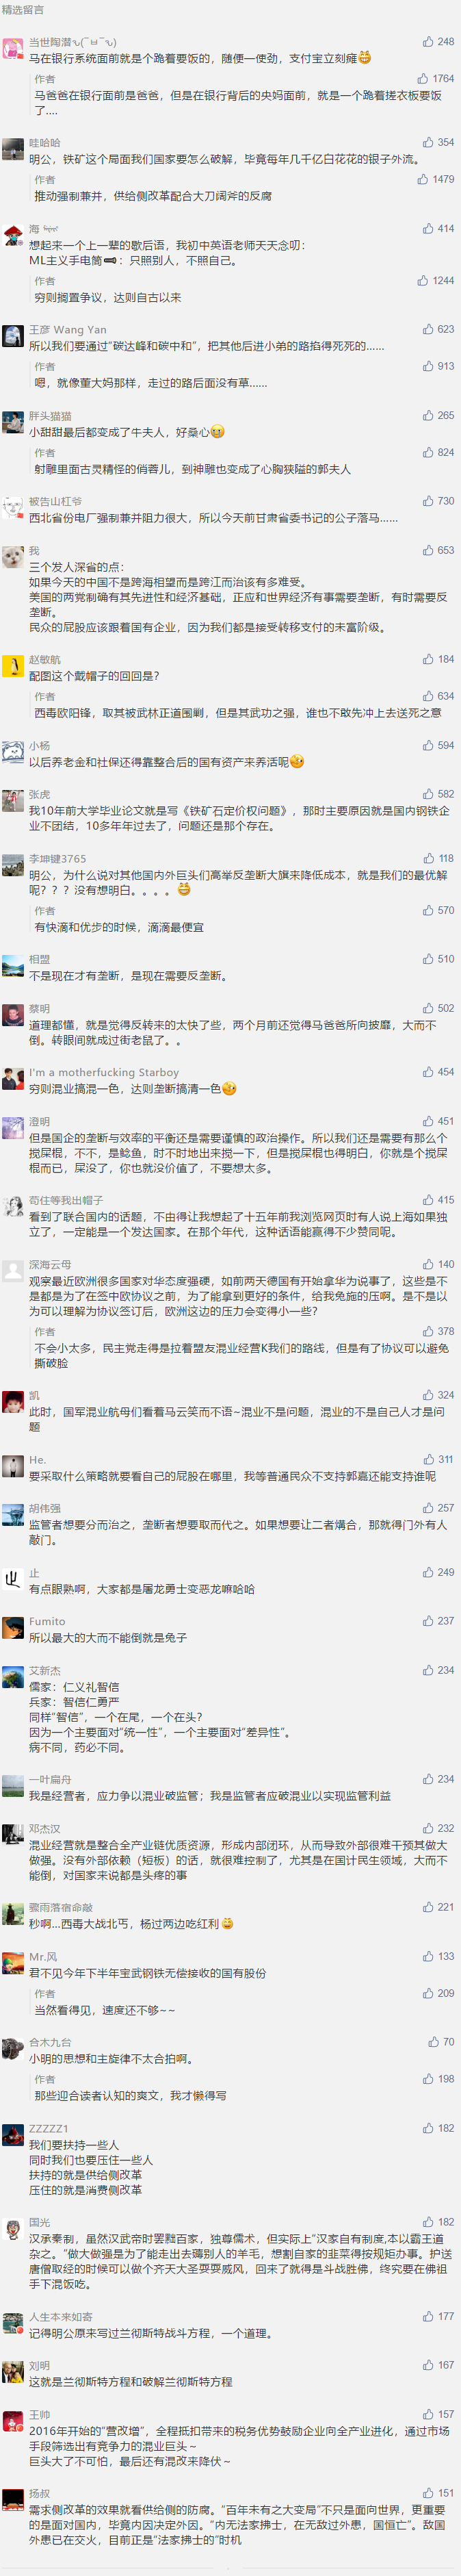 精选留言
当世陶潜ԅ(¯ㅂ¯ԅ)
248
马在银行系统面前就是个跪着要饭的，随便一使劲，支付宝立刻瘫😁
作者
1764
马爸爸在银行面前是爸爸，但是在银行背后的央妈面前，就是一个跪着搓衣板要饭
了....
哇哈哈
354
明公，铁矿这个局面我们国家要怎么破解，毕竟每年几千亿白花花的银子外流。
作者
1479
推动强制兼并，供给侧改革配合大刀阔斧的反腐
海
414
想起来一个上一辈的歇后语，我初中英语老师天天念叨：
ML主义手电筒🔦：只照别人，不照自己。
作者
1244
穷则搁置争议，达则自古以来
王彦 Wang Yan
623
所以我们要通过“碳达峰和碳中和”，把其他后进小弟的路掐得死死的……
作者
913
嗯，就像董大妈那样，走过的路后面没有草……
胖头猫猫
265
小甜甜最后都变成了牛夫人，好桑心😢
作者
824
射雕里面古灵精怪的俏蓉儿，到神雕也变成了心胸狭隘的郭夫人
被告山杠爷
730
西北省份电厂强制兼并阻力很大，所以今天前甘肃省委书记的公子落马……
我
653
三个发人深省的点：
如果今天的中国不是跨海相望而是跨江而治该有多难受。
美国的两党制确有其先进性和经济基础，正应和世界经济有事需要垄断，有时需要反
垄断。
民众的屁股应该跟着国有企业，因为我们都是接受转移支付的未富阶级。
赵敏航
184
配图这个戴帽子的回回是？
作者
634
西毒欧阳锋，取其被武林正道围剿，但是其武功之强，谁也不敢先冲上去送死之意
小杨
594
以后养老金和社保还得靠整合后的国有资产来养活呢🧐
张虎
582
我10年前大学毕业论文就是写《铁矿石定价权问题》，那时主要原因就是国内钢铁企
业不团结，10多年年过去了，问题还是那个存在。
李坤键3765
118
明公，为什么说对其他国内外巨头们高举反垄断大旗来降低成本，就是我们的最优解
呢？？？没有想明白。。。。😄
作者
570
有快滴和优步的时候，滴滴最便宜
相盟
510
不是现在才有垄断，是现在需要反垄断。
蔡明
502
道理都懂，就是觉得反转来的太快了些，两个月前还觉得马爸爸所向披靡，大而不
倒。转眼间就成过街老鼠了。。
I'm a motherfucking Starboy
454
穷则混业搞混一色，达则垄断搞清一色🧐
澄明
451
但是国企的垄断与效率的平衡还是需要谨慎的政治操作。所以我们还是需要有那么个
搅屎棍，不不，是鲶鱼，时不时地出来搅一下，但是搅屎棍也得明白，你就是个搅屎
棍而已，屎没了，你也就没价值了，不要想太多。
苟住等我出帽子
415
看到了联合国内的话题，不由得让我想起了十五年前我浏览网页时有人说上海如果独
立了，一定能是一个发达国家。在那个年代，这种话语能赢得不少赞同呢。
深海云母
140
观察最近欧洲很多国家对华态度强硬，如前两天德国有开始拿华为说事了，这些是不
是都是为了在签中欧协议之前，为了能拿到更好的条件，给我免施的压啊。是不是以
为可以理解为协议签订后，欧洲这边的压力会变得小一些？
作者
378
不会小太多，民主党走得是拉着盟友混业经营K我们的路线，但是有了协议可以避免
撕破脸
凯
324
此时，国军混业航母们看着马云笑而不语~混业不是问题，混业的不是自己人才是问
题
He.
311
要采取什么策略就要看自己的屁股在哪里，我等普通民众不支持郭嘉还能支持谁呢
胡伟强
257
监管者想要分而治之，垄断者想要取而代之。如果想要让二者媾合，那就得门外有人
敲门。
止
249
有点眼熟啊，大家都是屠龙勇士变恶龙嘛哈哈
Fumito
237
所以最大的大而不能倒就是兔子
艾新杰
234
儒家：仁义礼智信
兵家：智信仁勇严
同样“智信”，一个在尾，一个在头？
因为一个主要面对“统一性”，一个主要面对“差异性”。
病不同，药必不同。
一叶扁舟
234
我是经营者，应力争以混业破监管；我是监管者应破混业以实现监管利益
邓杰汉
232
混业经营就是整合全产业链优质资源，形成内部闭环，从而导致外部很难干预其做大
做强。没有外部依赖（短板）的话，就很难控制了，尤其是在国计民生领域，大而不
能倒，对国家来说都是头疼的事
骤雨落宿命敲
221
秒啊…西毒大战北丐，杨过两边吃红利😄
Mr.风
133
君不见今年下半年宝武钢铁无偿接收的国有股份
作者
209
当然看得见，速度还不够~~
合木九台
70
小明的思想和主旋律不太合拍啊。
作者
198
那些迎合读者认知的爽文，我才懒得写
ZZZZZ1
182
我们要扶持一些人
同时我们也要压住一些人
扶持的就是供给侧改革
压住的就是消费侧改革
国光
182
汉承秦制，虽然汉武帝时罢黜百家，独尊儒术，但实际上“汉家自有制度,本以霸王道
杂之。”做大做强是为了能走出去薅别人的羊毛，想割自家的韭菜得按规矩办事。护送
唐僧取经的时候可以做个齐天大圣耍耍威风，回来了就得是斗战胜佛，终究要在佛祖
手下混饭吃。
人生本来如寄
177
记得明公原来写过兰彻斯特战斗方程，一个道理。
刘明
167
这就是兰彻斯特方程和破解兰彻斯特方程
王帅
157
2016年开始的“营改增”，全程抵扣带来的税务优势鼓励企业向全产业进化，通过市场
手段筛选出有竞争力的混业巨头～
巨头大了不可怕，最后还有混改来降伏～
扬叔
151
需求侧改革的效果就看供给侧的防腐。“百年未有之大变局”不只是面向世界，更重要
的是面对国内，毕竟内因决定外因。“内无法家拂士，在无敌过外患，国恒亡”。敌国
外患已在交火，目前正是“法家拂士的”时机